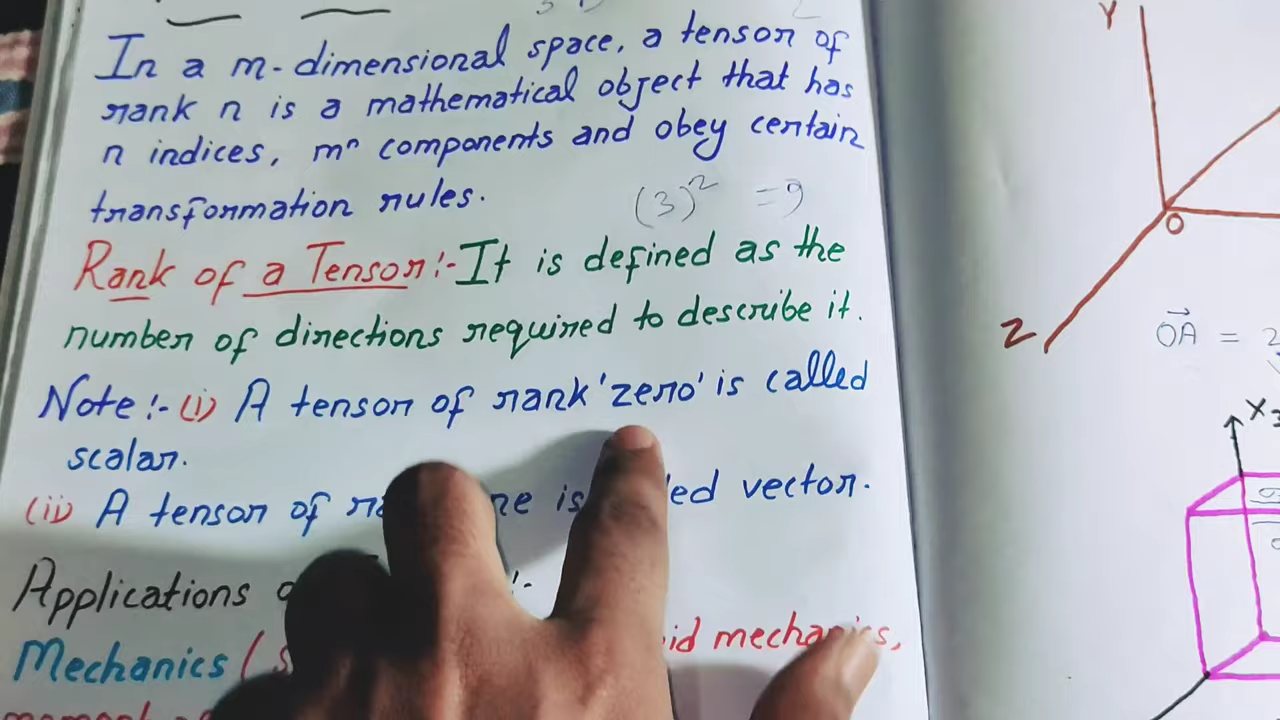 In a m-dimensional space, a tensor of
rank n is a mathematical object that has
n indices, mⁿ components and obey certain
transformation rules.
(3)² = 9
Rank of a Tensor:- It is defined as the
number of directions required to describe it.
Note:- (i) A tensor of rank 'zero' is called
scalar.
(ii) A tensor of is vector.
Applications
Mechanics ( mechanics,
Y
O
Z
OA⃗ = 2
X₃